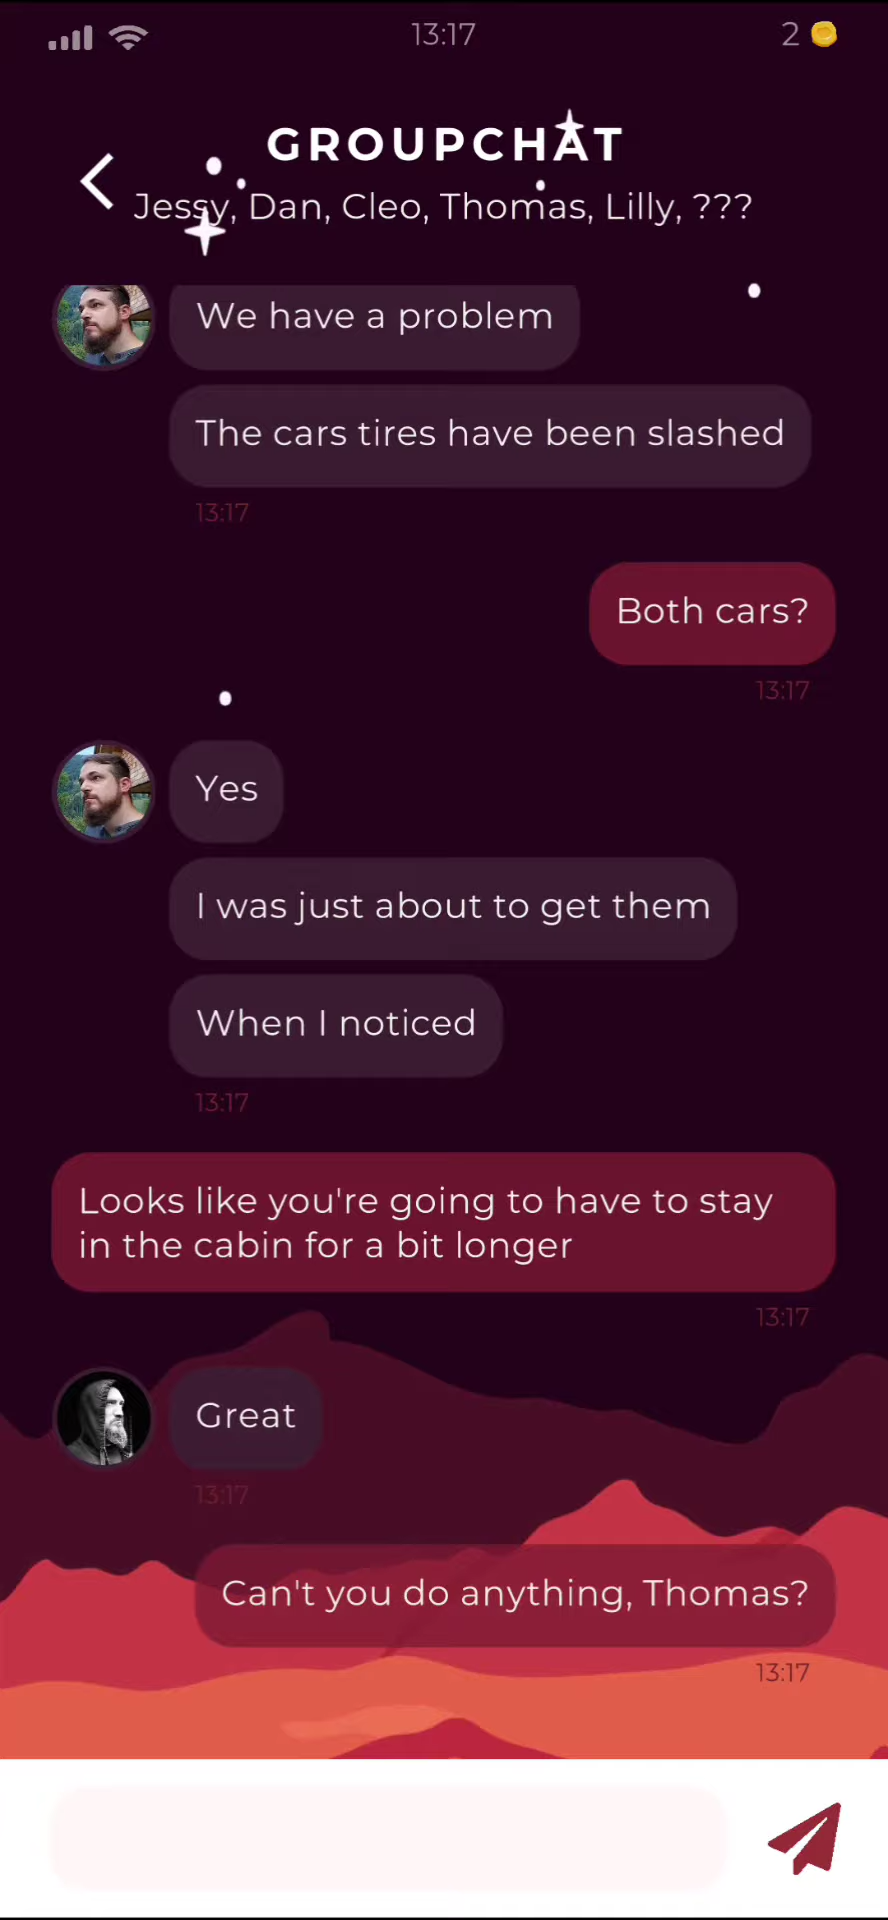 13:17
2
GROUPCHAT
Jessy, Dan, Cleo, Thomas, Lilly, ???
We have a problem
The cars tires have been slashed
13:17
Both cars?
13:17
Yes
I was just about to get them
When I noticed
13:17
Looks like you're going to have to stay
in the cabin for a bit longer
13:17
Great
13:17
Can't you do anything, Thomas?
13:17